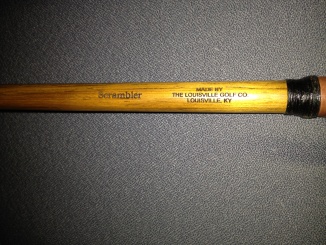 Scrambler
MADE BY
THE LOUISVILLE GOLF CO
LOUISVILLE, KY